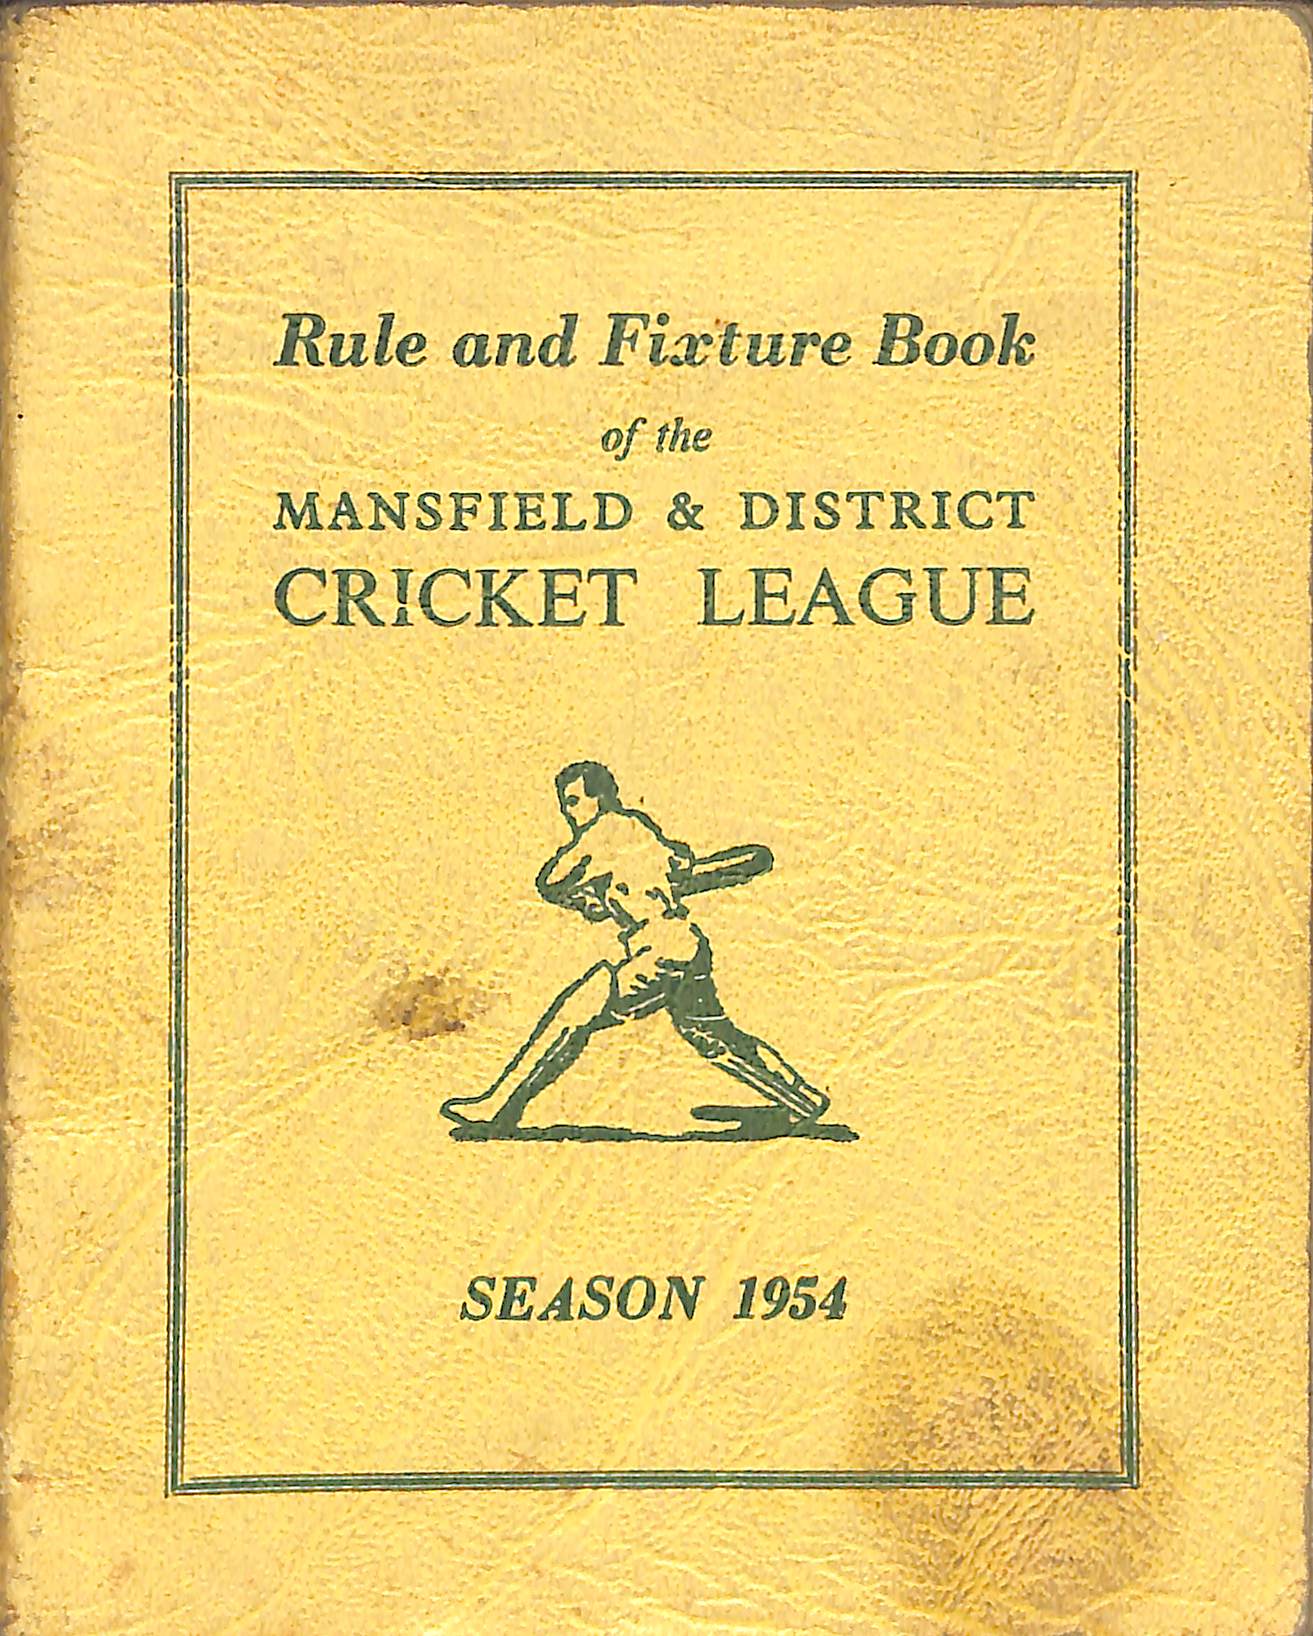 Rule and Fixture Book
of the
MANSFIELD & DISTRICT
CRICKET LEAGUE
SEASON 1954